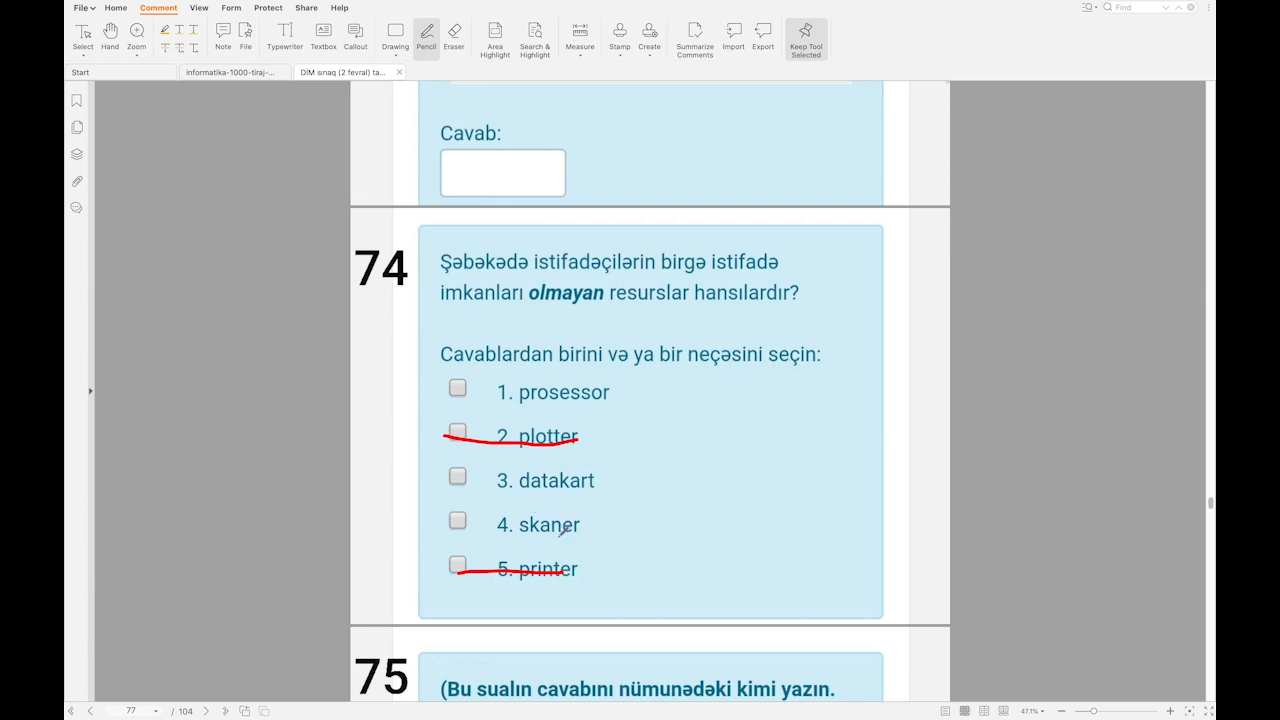 File Home Comment View Form Protect Share Help Find
Select Hand Zoom Note File Typewriter Textbox Callout Drawing Pencil Eraser Area Highlight Search & Highlight Measure Stamp Create Summarize Comments Import Export Keep Tool Selected
Start informatika-1000-tiraj-... DİM sınaq (2 fevral) ta...
Cavab:
74
Şəbəkədə istifadəçilərin birgə istifadə
imkanları olmayan resurslar hansılardır?
Cavablardan birini və ya bir neçəsini seçin:
1. prosessor
2. plotter
3. datakart
4. skaner
5. printer
75
(Bu sualın cavabını nümunədəki kimi yazın.
77 / 104 47.1%